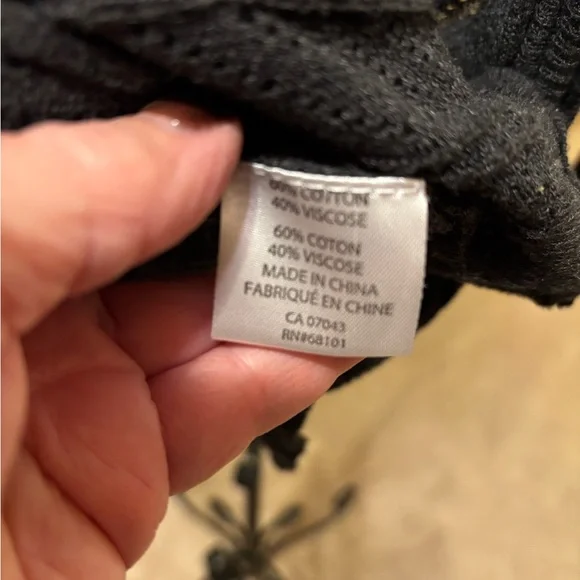 60% COTTON
40% VISCOSE
60% COTON
40% VISCOSE
MADE IN CHINA
FABRIQUÉ EN CHINE
CA 07043
RN#68101